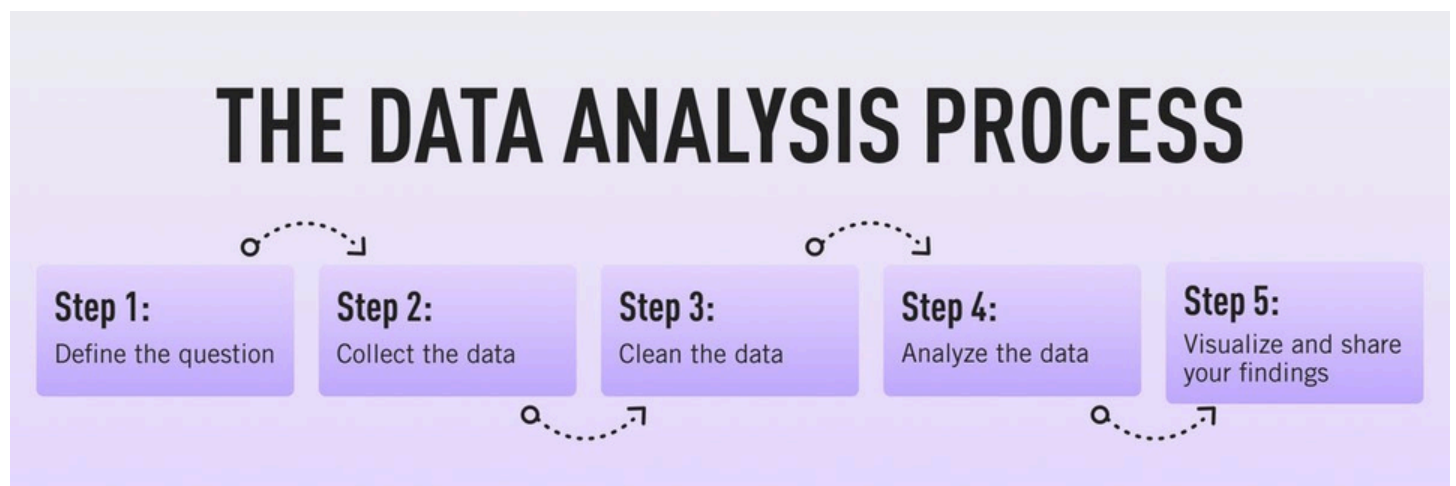 THE DATA ANALYSIS PROCESS
Step 1:
Define the question
Step 2:
Collect the data
Step 3:
Clean the data
Step 4:
Analyze the data
Step 5:
Visualize and share
your findings